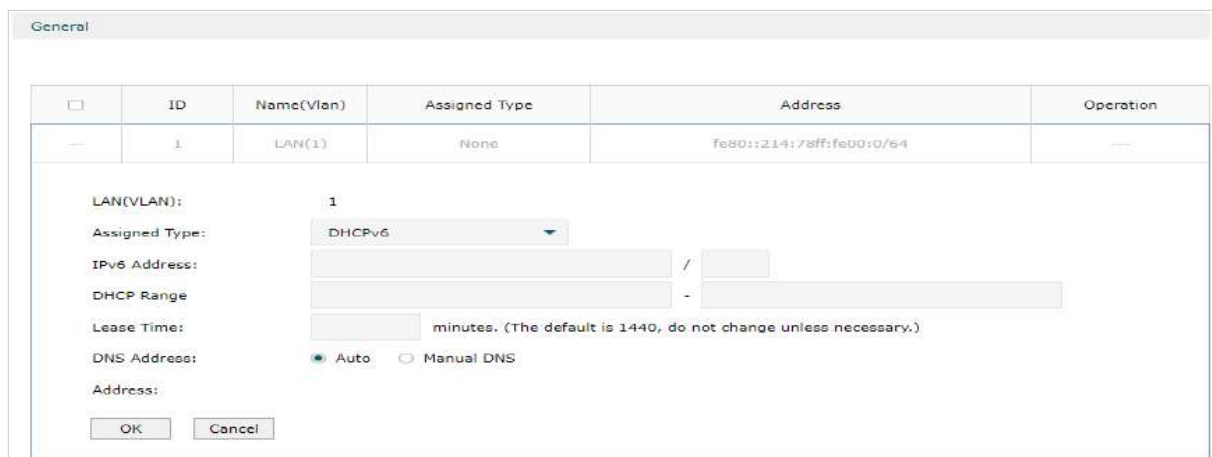 General
ID Name(Vlan) Assigned Type Address Operation
--- 1 LAN(1) None fe80::214:78ff:fe00:0/64 ---
LAN(VLAN): 1
Assigned Type: DHCPv6
IPv6 Address: /
DHCP Range -
Lease Time: minutes. (The default is 1440, do not change unless necessary.)
DNS Address: Auto Manual DNS
Address:
OK Cancel